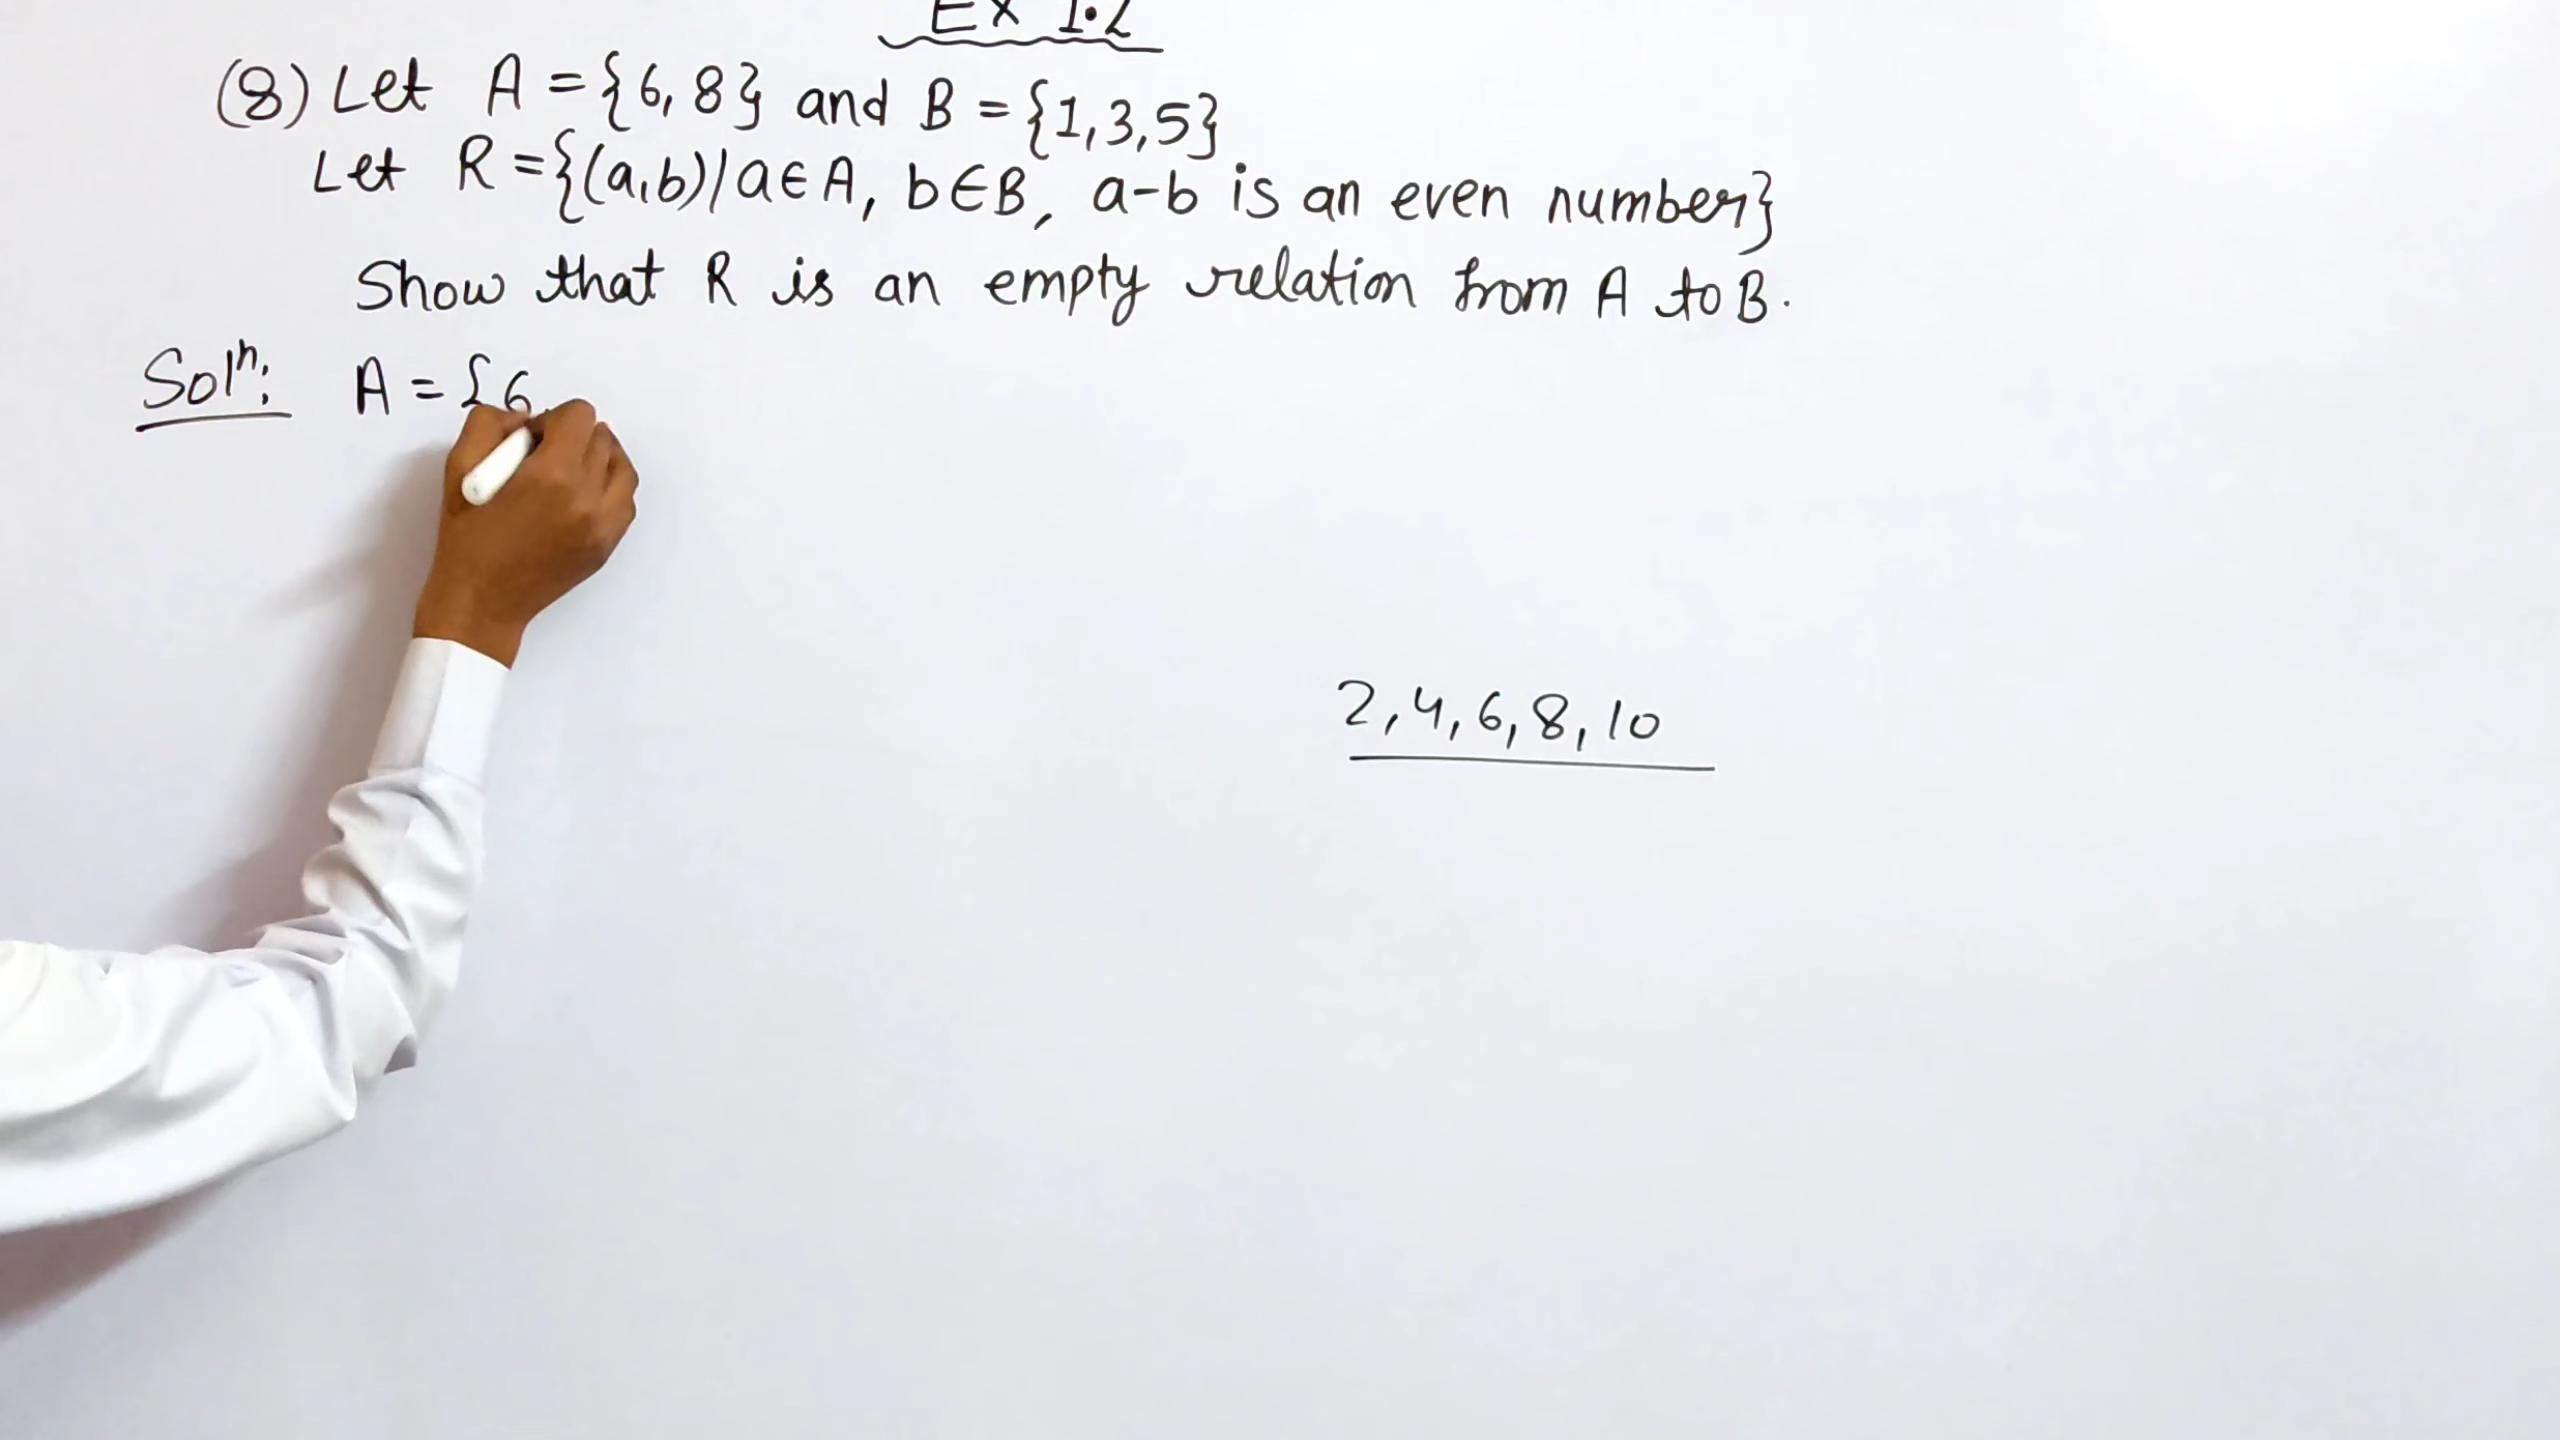 Ex 1.2
(8) Let A = {6, 8} and B = {1,3,5}
Let R = {(a,b)/a∈A, b∈B, a-b is an even number}
Show that R is an empty relation from A to B.
Solⁿ: A = {6,
2,4,6,8,10